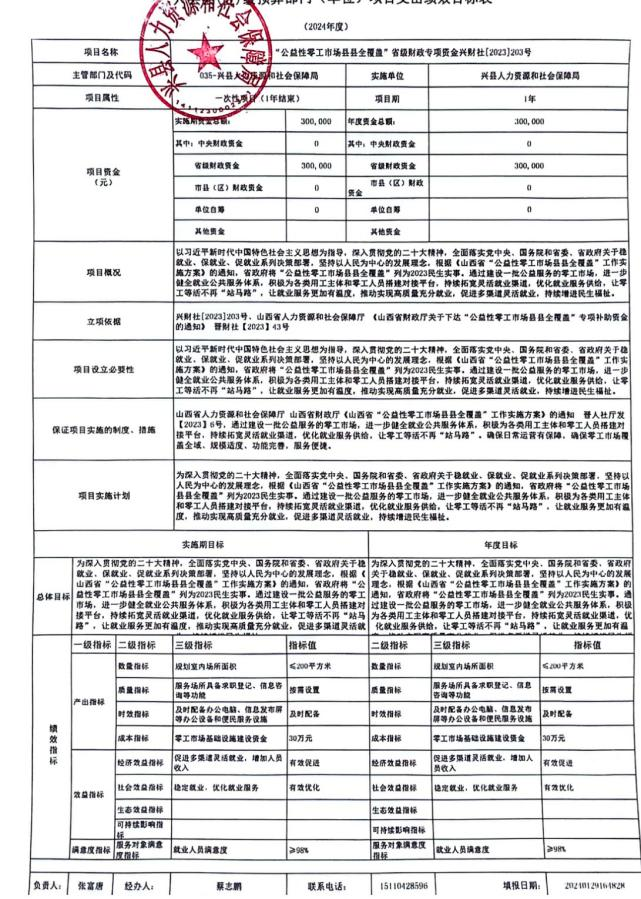 预算部门（单位）项目支出绩效目标表
（2024年度）
项目名称 “公益性零工市场县县全覆盖”省级财政专项资金兴财社[2023]203号
主管部门及代码 035-兴县人力资源和社会保障局 实施单位 兴县人力资源和社会保障局
项目属性 一次性项目（1年结束） 项目期 1年
项目资金（元）
实施期资金总额： 300,000 年度资金总额： 300,000
其中：中央财政资金 0 其中：中央财政资金 0
省级财政资金 300,000 省级财政资金 300,000
市县（区）财政资金 0 市县（区）财政资金 0
单位自筹 0 单位自筹 0
其他资金 其他资金
项目概况
以习近平新时代中国特色社会主义思想为指导，深入贯彻党的二十大精神，全面落实党中央、国务院和省委、省政府关于稳
就业、保就业、促就业系列决策部署，坚持以人民为中心的发展理念，根据《山西省“公益性零工市场县县全覆盖”工作实
施方案》的通知，省政府将“公益性零工市场县县全覆盖”列为2023民生实事。通过建设一批公益服务的零工市场，进一步
健全就业公共服务体系，积极为各类用工主体和零工人员搭建对接平台，持续拓宽灵活就业渠道，优化就业服务供给，让零
工等活不再“站马路”，让就业服务更加有温度，推动实现高质量充分就业，促进多渠道灵活就业，持续增进民生福祉。
立项依据
兴财社[2023]203号、山西省人力资源和社会保障厅 《山西省财政厅关于下达“公益性零工市场县县全覆盖”专项补助资金
的通知》 晋财社【2023】43号
项目设立必要性
以习近平新时代中国特色社会主义思想为指导，深入贯彻党的二十大精神，全面落实党中央、国务院和省委、省政府关于稳
就业、保就业、促就业系列决策部署，坚持以人民为中心的发展理念，根据《山西省“公益性零工市场县县全覆盖”工作实
施方案》的通知，省政府将“公益性零工市场县县全覆盖”列为2023民生实事。通过建设一批公益服务的零工市场，进一步
健全就业公共服务体系，积极为各类用工主体和零工人员搭建对接平台，持续拓宽灵活就业渠道，优化就业服务供给，让零
工等活不再“站马路”，让就业服务更加有温度，推动实现高质量充分就业，促进多渠道灵活就业，持续增进民生福祉。
保证项目实施的制度、措施
山西省人力资源和社会保障厅 山西省财政厅《山西省“公益性零工市场县县全覆盖”工作实施方案》的通知 晋人社厅发
【2023】6号，通过建设一批公益服务的零工市场，进一步健全就业公共服务体系，积极为各类用工主体和零工人员搭建对
接平台，持续拓宽灵活就业渠道，优化就业服务供给，让零工等活不再“站马路”。确保日常运营有保障，确保零工市场覆
盖全域、规模适度、功能完善，服务便捷。
项目实施计划
为深入贯彻党的二十大精神，全面落实党中央、国务院和省委、省政府关于稳就业、保就业、促就业系列决策部署，坚持以
人民为中心的发展理念，根据《山西省“公益性零工市场县县全覆盖”工作实施方案》的通知，省政府将“公益性零工市场
县县全覆盖”列为2023民生实事。通过建设一批公益服务的零工市场，进一步健全就业公共服务体系，积极为各类用工主体
和零工人员搭建对接平台，持续拓宽灵活就业渠道，优化就业服务供给，让零工等活不再“站马路”，让就业服务更加有温
度，推动实现高质量充分就业，促进多渠道灵活就业，持续增进民生福祉。
实施期目标 年度目标
总体目标
为深入贯彻党的二十大精神，全面落实党中央、国务院和省委、省政府关于稳
就业、保就业、促就业系列决策部署，坚持以人民为中心的发展理念，根据《
山西省“公益性零工市场县县全覆盖”工作实施方案》的通知，省政府将“公
益性零工市场县县全覆盖”列为2023民生实事。通过建设一批公益服务的零工
市场，进一步健全就业公共服务体系，积极为各类用工主体和零工人员搭建对
接平台，持续拓宽灵活就业渠道，优化就业服务供给，让零工等活不再“站马
路”，让就业服务更加有温度，推动实现高质量充分就业，促进多渠道灵活就
为深入贯彻党的二十大精神，全面落实党中央、国务院和省委、省政府
关于稳就业、保就业、促就业系列决策部署，坚持以人民为中心的发展
理念，根据《山西省“公益性零工市场县县全覆盖”工作实施方案》的
通知，省政府将“公益性零工市场县县全覆盖”列为2023民生实事。通
过建设一批公益服务的零工市场，进一步健全就业公共服务体系，积极
为各类用工主体和零工人员搭建对接平台，持续拓宽灵活就业渠道，优
化就业服务供给，让零工等活不再“站马路”，让就业服务更加有温
绩效指标
一级指标 二级指标 三级指标 指标值 二级指标 三级指标 指标值
产出指标
数量指标 规划室内场所面积 ≤200平方米 数量指标 规划室内场所面积 ≤200平方米
质量指标 服务场所具备求职登记、信息咨询等功能 按需设置 质量指标 服务场所具备求职登记、信息咨询等功能 按需设置
时效指标 及时配备办公电脑、信息发布屏等办公设备和便民服务设施 及时配备 时效指标 及时配备办公电脑、信息发布屏等办公设备和便民服务设施 及时配备
成本指标 零工市场基础设施建设资金 30万元 成本指标 零工市场基础设施建设资金 30万元
效益指标
经济效益指标 促进多渠道灵活就业，增加人员收入 有效促进 经济效益指标 促进多渠道灵活就业，增加人员收入 有效促进
社会效益指标 稳定就业，优化就业服务 有效优化 社会效益指标 稳定就业，优化就业服务 有效优化
生态效益指标 生态效益指标
可持续影响指标 可持续影响指标
满意度指标 服务对象满意度指标 就业人员满意度 ≥98% 服务对象满意度指标 就业人员满意度 ≥98%
负责人： 张富唐 经办人： 蔡志鹏 联系电话： 15110428596 填报日期： 20240129164828
兴县人力资源和社会保障局